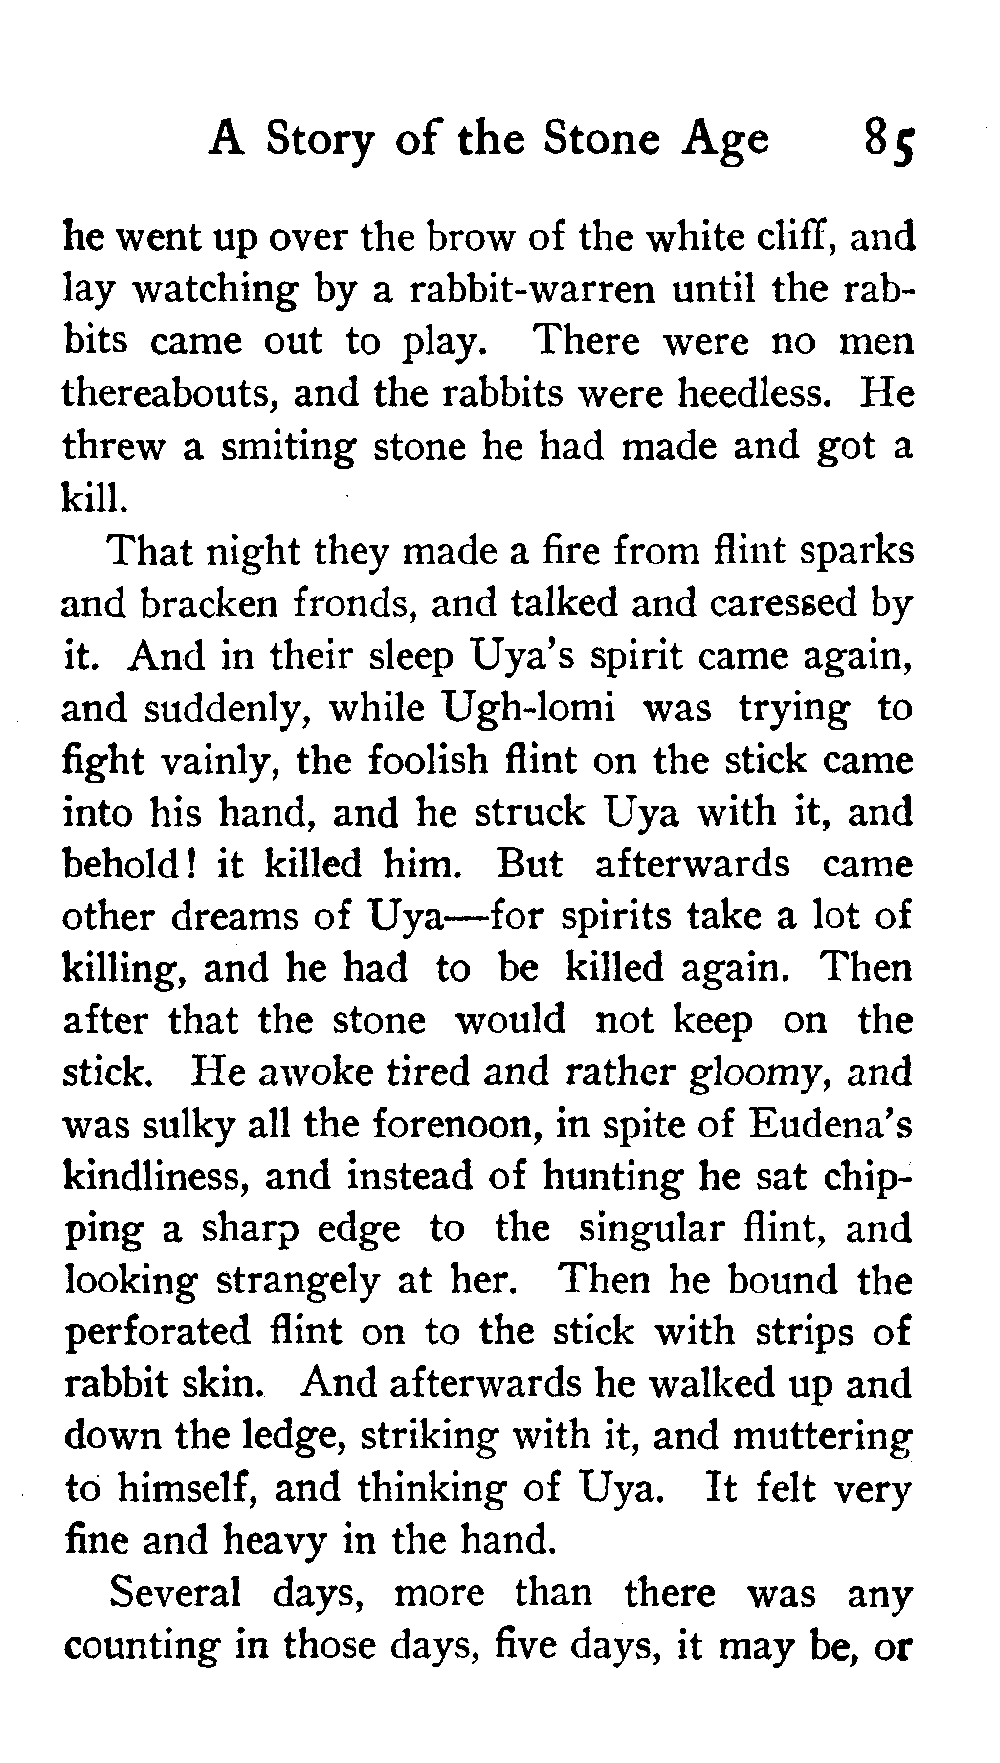 A Story of the Stone Age 85
he went up over the brow of the white cliff, and
lay watching by a rabbit-warren until the rab-
bits came out to play. There were no men
thereabouts, and the rabbits were heedless. He
threw a smiting stone he had made and got a
kill.
That night they made a fire from flint sparks
and bracken fronds, and talked and caressed by
it. And in their sleep Uya's spirit came again,
and suddenly, while Ugh-lomi was trying to
fight vainly, the foolish flint on the stick came
into his hand, and he struck Uya with it, and
behold! it killed him. But afterwards came
other dreams of Uya—for spirits take a lot of
killing, and he had to be killed again. Then
after that the stone would not keep on the
stick. He awoke tired and rather gloomy, and
was sulky all the forenoon, in spite of Eudena's
kindliness, and instead of hunting he sat chip-
ping a sharp edge to the singular flint, and
looking strangely at her. Then he bound the
perforated flint on to the stick with strips of
rabbit skin. And afterwards he walked up and
down the ledge, striking with it, and muttering
to himself, and thinking of Uya. It felt very
fine and heavy in the hand.
Several days, more than there was any
counting in those days, five days, it may be, or